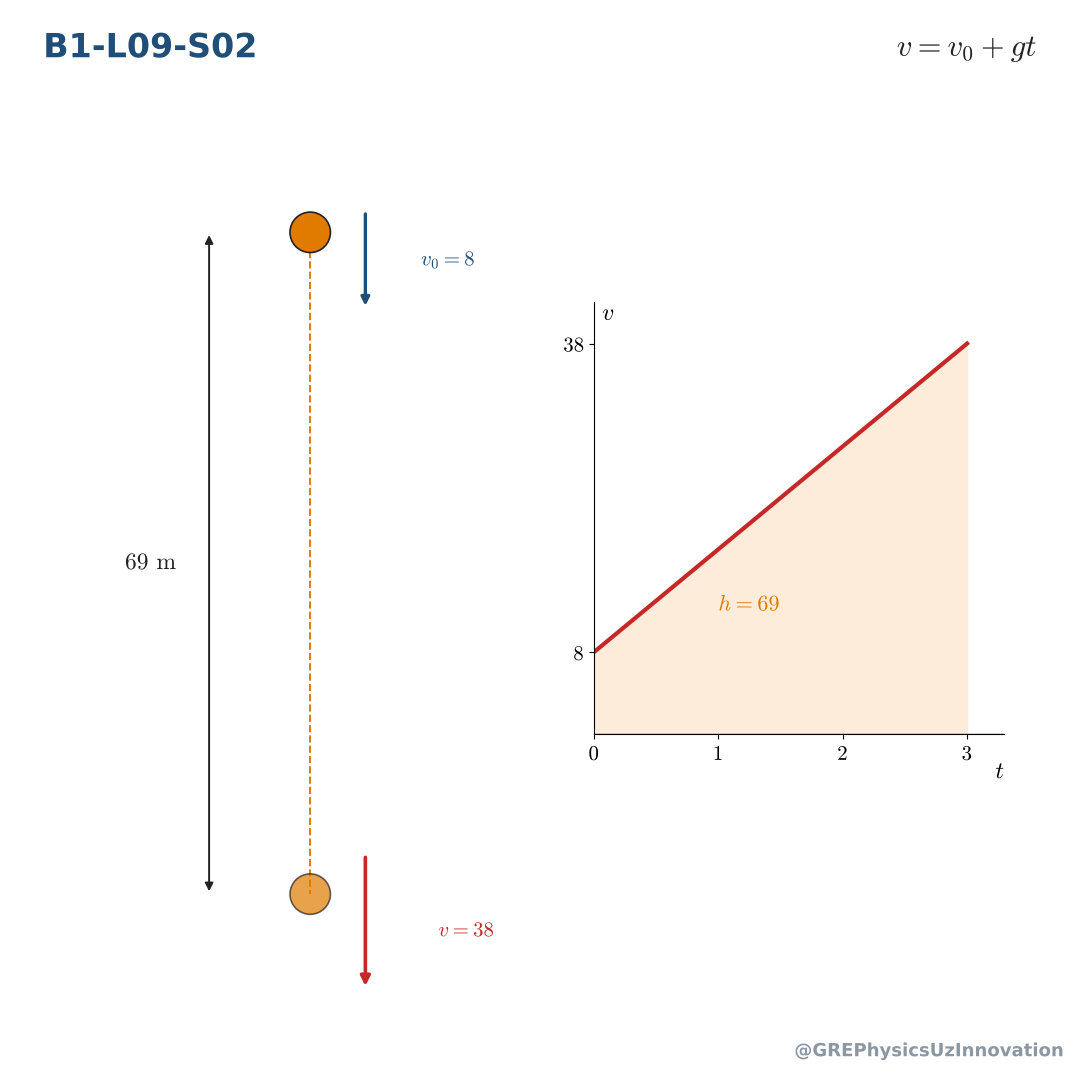 B1-L09-S02
v = v₀ + gt
v₀ = 8
69 m
v = 38
v
38
8
h = 69
0 1 2 3
t
@GREPhysicsUzInnovation